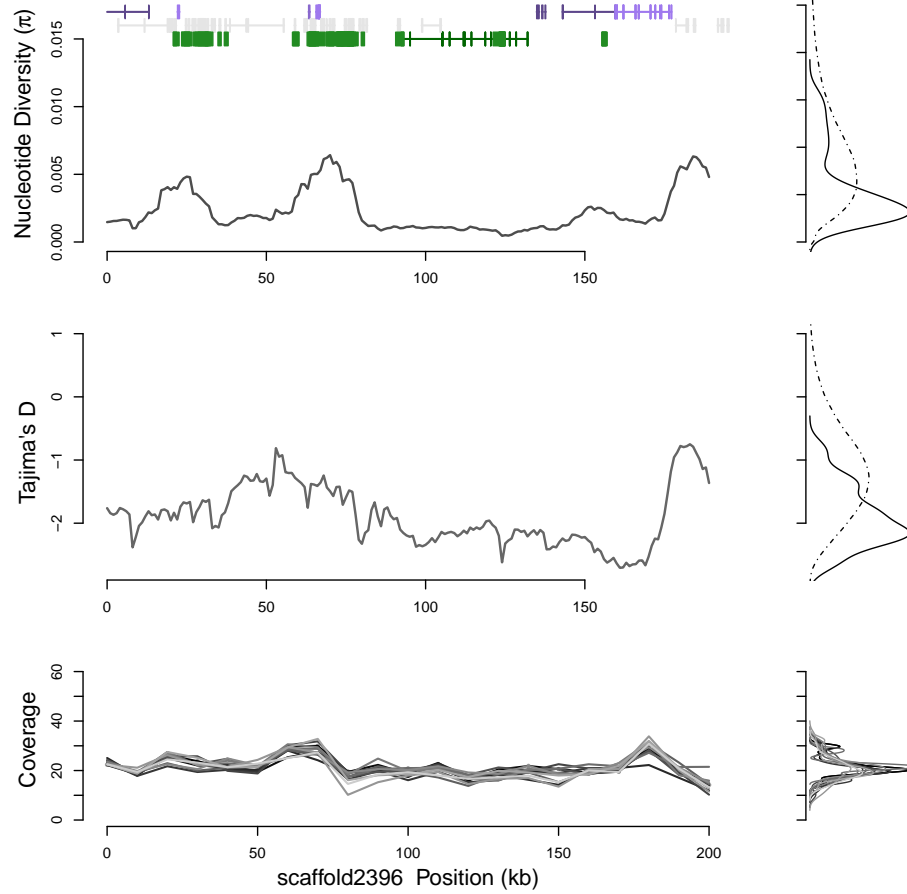 Nucleotide Diversity (π)
0.015
0.010
0.005
0.000
0 50 100 150
Tajima's D
1
0
−1
−2
0 50 100 150
Coverage
60
40
20
0
0 50 100 150 200
scaffold2396 Position (kb)